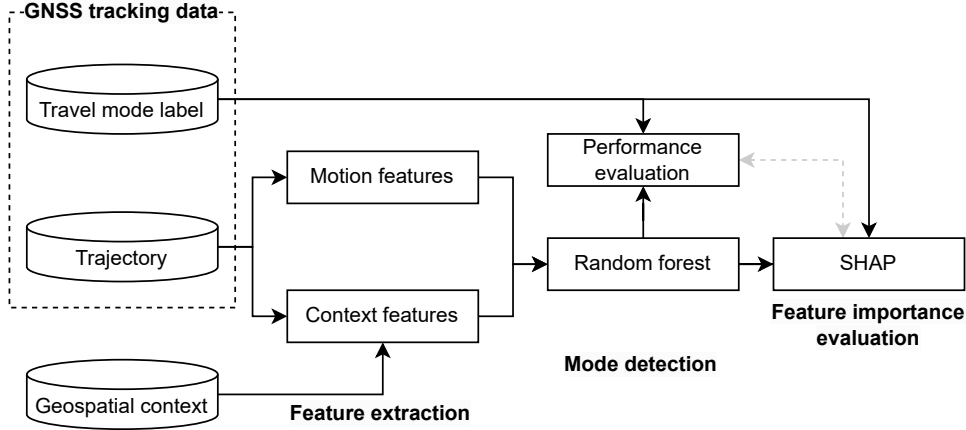 GNSS tracking data
Travel mode label
Performance
evaluation
Motion features
Trajectory
Random forest
SHAP
Context features
Feature importance
evaluation
Mode detection
Geospatial context
Feature extraction